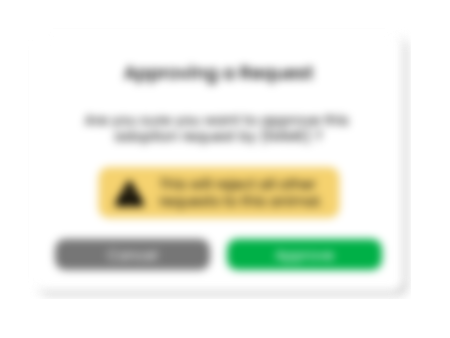 Approving a Request
Are you sure you want to approve this
adoption request by [NAME] ?
This will reject all other
requests to this animal
Cancel
Approve